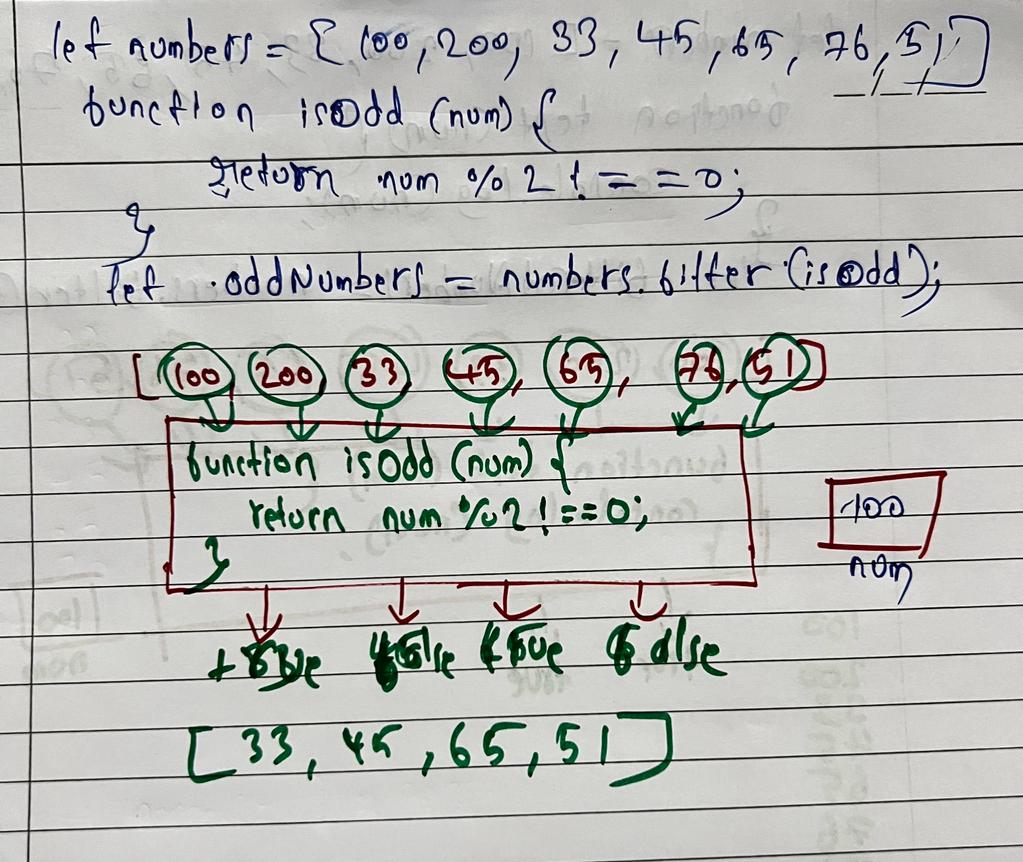 let numbers = [ 100, 200, 33, 45, 65, 76, 51]
function isOdd (num) {
return num % 2 !== 0;
}
let oddNumbers = numbers.filter (isOdd);
[100, 200, 33, 45, 65, 76, 51]
function isOdd (num) {
return num % 2 !== 0;
}
100
num
true false true false
[33, 45, 65, 51]